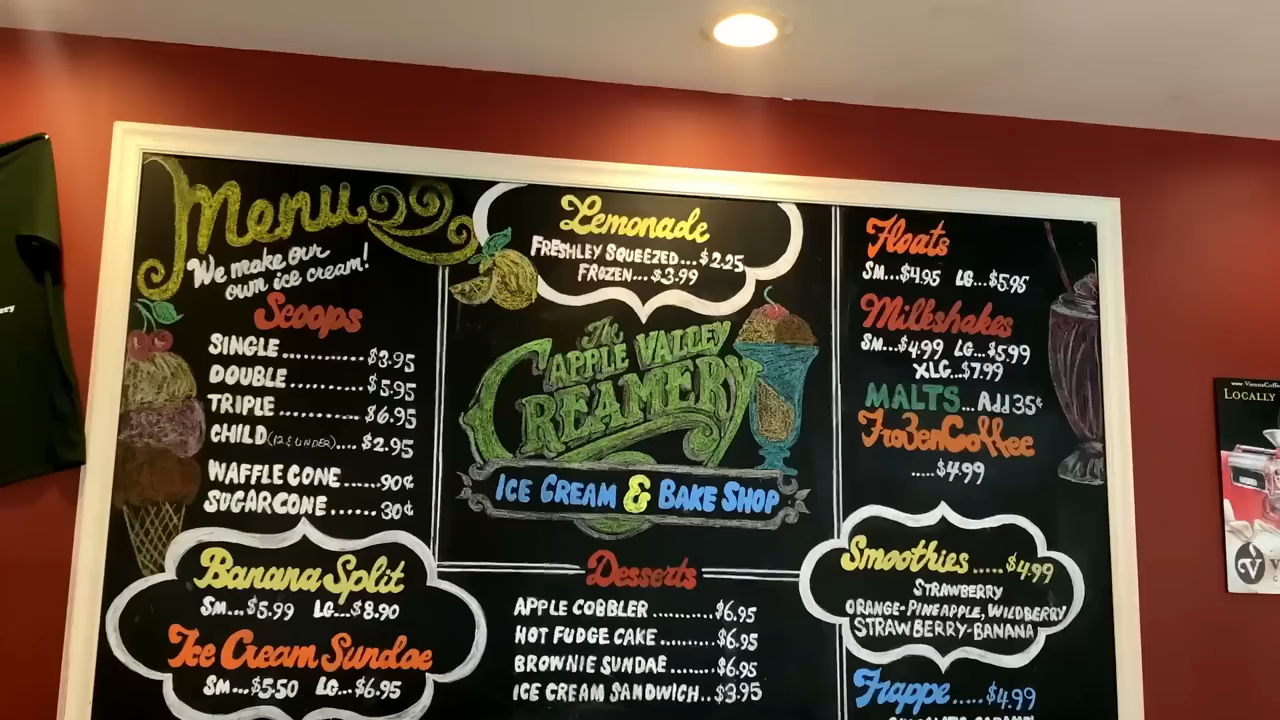 Menu
We make our
own ice cream!
Scoops
SINGLE............$3.95
DOUBLE..........$5.95
TRIPLE............$6.95
CHILD (12 & UNDER)....$2.95
WAFFLE CONE......90¢
SUGAR CONE......30¢
Banana Split
SM...$5.99 LG...$8.90
Ice Cream Sundae
SM...$5.50 LG...$6.95
Lemonade
FRESHLEY SQUEEZED...$2.25
FROZEN...$3.99
The
APPLE VALLEY
CREAMERY
ICE CREAM & BAKE SHOP
Desserts
APPLE COBBLER..........$6.95
HOT FUDGE CAKE.........$6.95
BROWNIE SUNDAE.......$6.95
ICE CREAM SANDWICH..$3.95
Floats
SM...$4.95 LG...$5.95
Milkshakes
SM...$4.99 LG...$5.99
XLG...$7.99
MALTS...Add 35¢
Frozen Coffee
.....$4.99
Smoothies.....$4.99
STRAWBERRY
ORANGE-PINEAPPLE, WILDBERRY
STRAWBERRY-BANANA
Frappe.....$4.99
LOCALLY
V